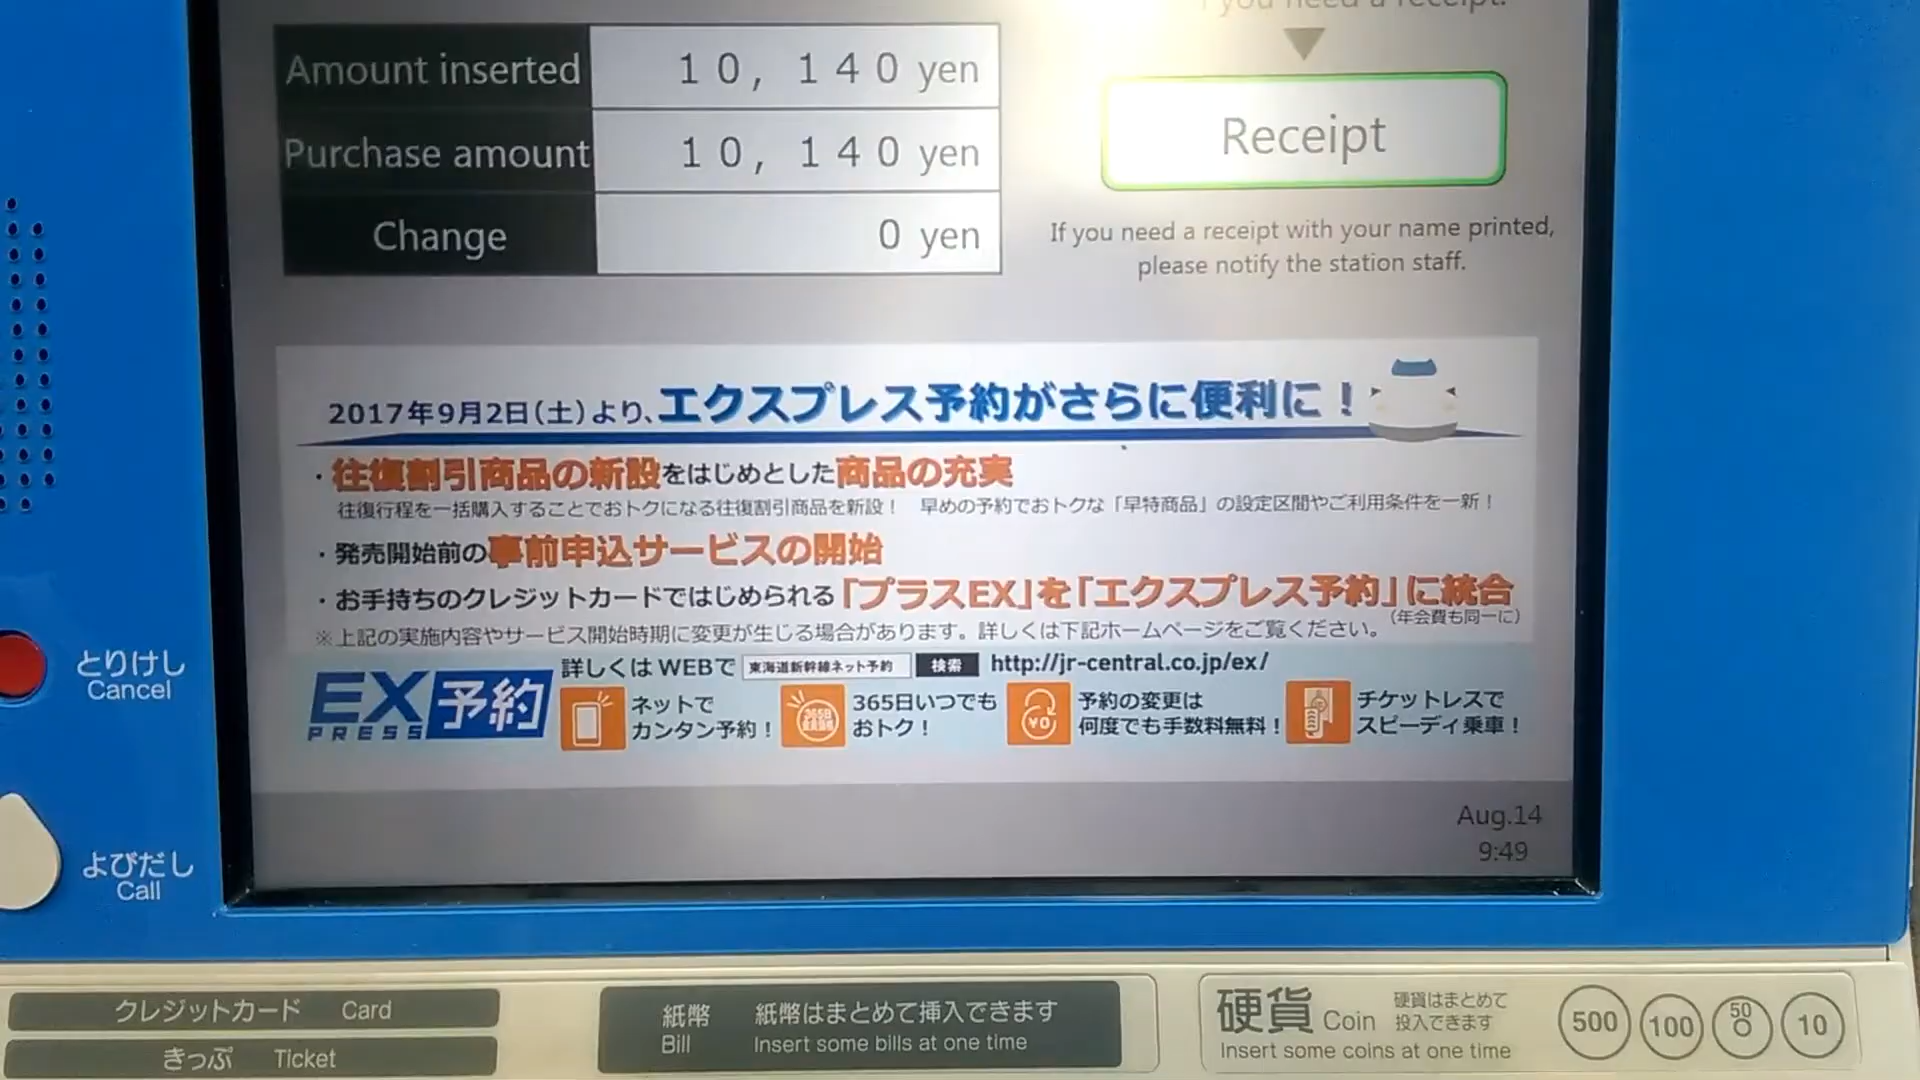 you need a receipt.
Amount inserted 10,140 yen
Purchase amount 10,140 yen
Change 0 yen
Receipt
If you need a receipt with your name printed,
please notify the station staff.
2017年9月2日(土)より、エクスプレス予約がさらに便利に!
・往復割引商品の新設をはじめとした商品の充実
往復行程を一括購入することでおトクになる往復割引商品を新設! 早めの予約でおトクな「早特商品」の設定区間やご利用条件を一新!
・発売開始前の事前申込サービスの開始
・お手持ちのクレジットカードではじめられる「プラスEX」を「エクスプレス予約」に統合
(年会費も同一に)
※上記の実施内容やサービス開始時期に変更が生じる場合があります。詳しくは下記ホームページをご覧ください。
詳しくはWEBで 東海道新幹線ネット予約 検索 http://jr-central.co.jp/ex/
EXPRESS予約
ネットで
カンタン予約!
365日いつでも
おトク!
¥0
予約の変更は
何度でも手数料無料!
チケットレスで
スピーディ乗車!
Aug.14
9:49
とりけし
Cancel
よびだし
Call
クレジットカード Card
きっぷ Ticket
紙幣 紙幣はまとめて挿入できます
Bill Insert some bills at one time
硬貨 Coin 硬貨はまとめて
投入できます
Insert some coins at one time
500 100 50 10